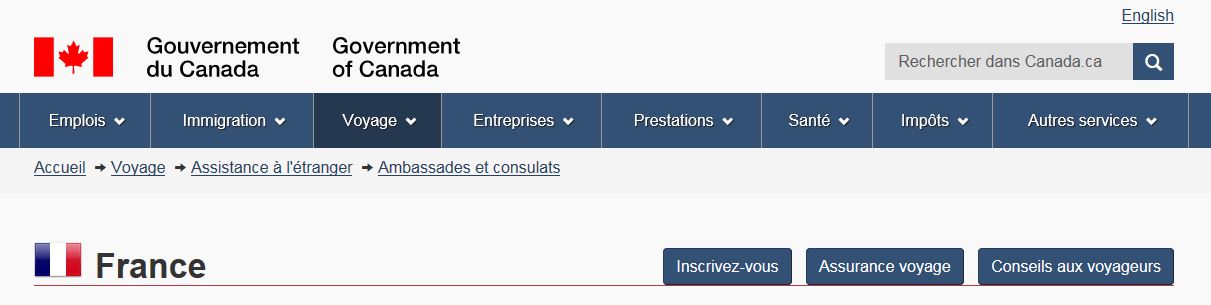 English
Gouvernement
du Canada
Government
of Canada
Rechercher dans Canada.ca
Emplois Immigration Voyage Entreprises Prestations Santé Impôts Autres services
Accueil Voyage Assistance à l'étranger Ambassades et consulats
France Inscrivez-vous Assurance voyage Conseils aux voyageurs